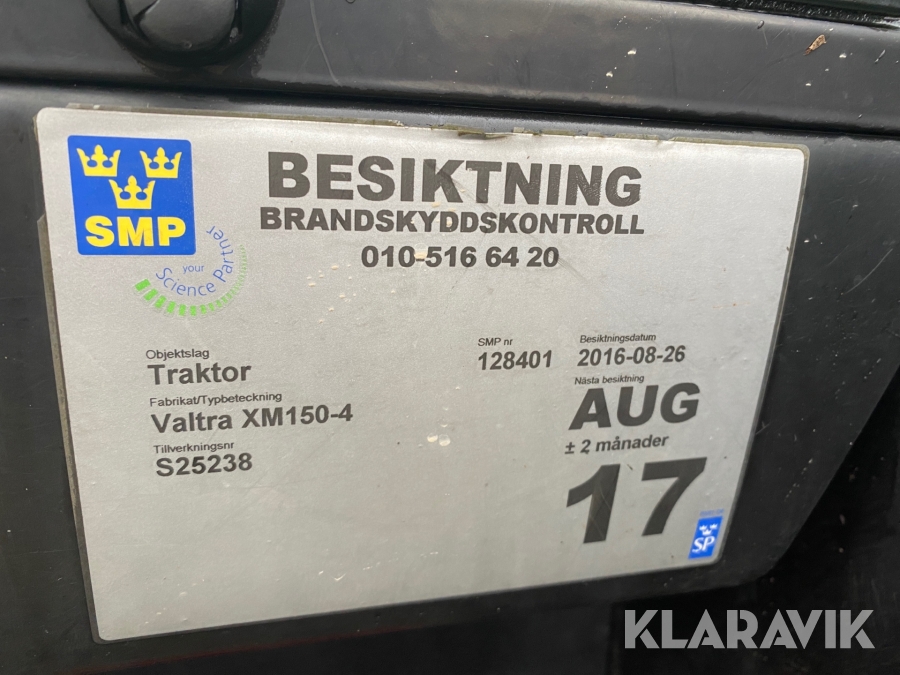 SMP
your
Science Partner
BESIKTNING
BRANDSKYDDSKONTROLL
010-516 64 20
Objektslag
Traktor
Fabrikat/Typbeteckning
Valtra XM150-4
Tillverkningsnr
S25238
SMP nr
128401
Besiktningsdatum
2016-08-26
Nästa besiktning
AUG
± 2 månader
17
SP
KLARAVIK